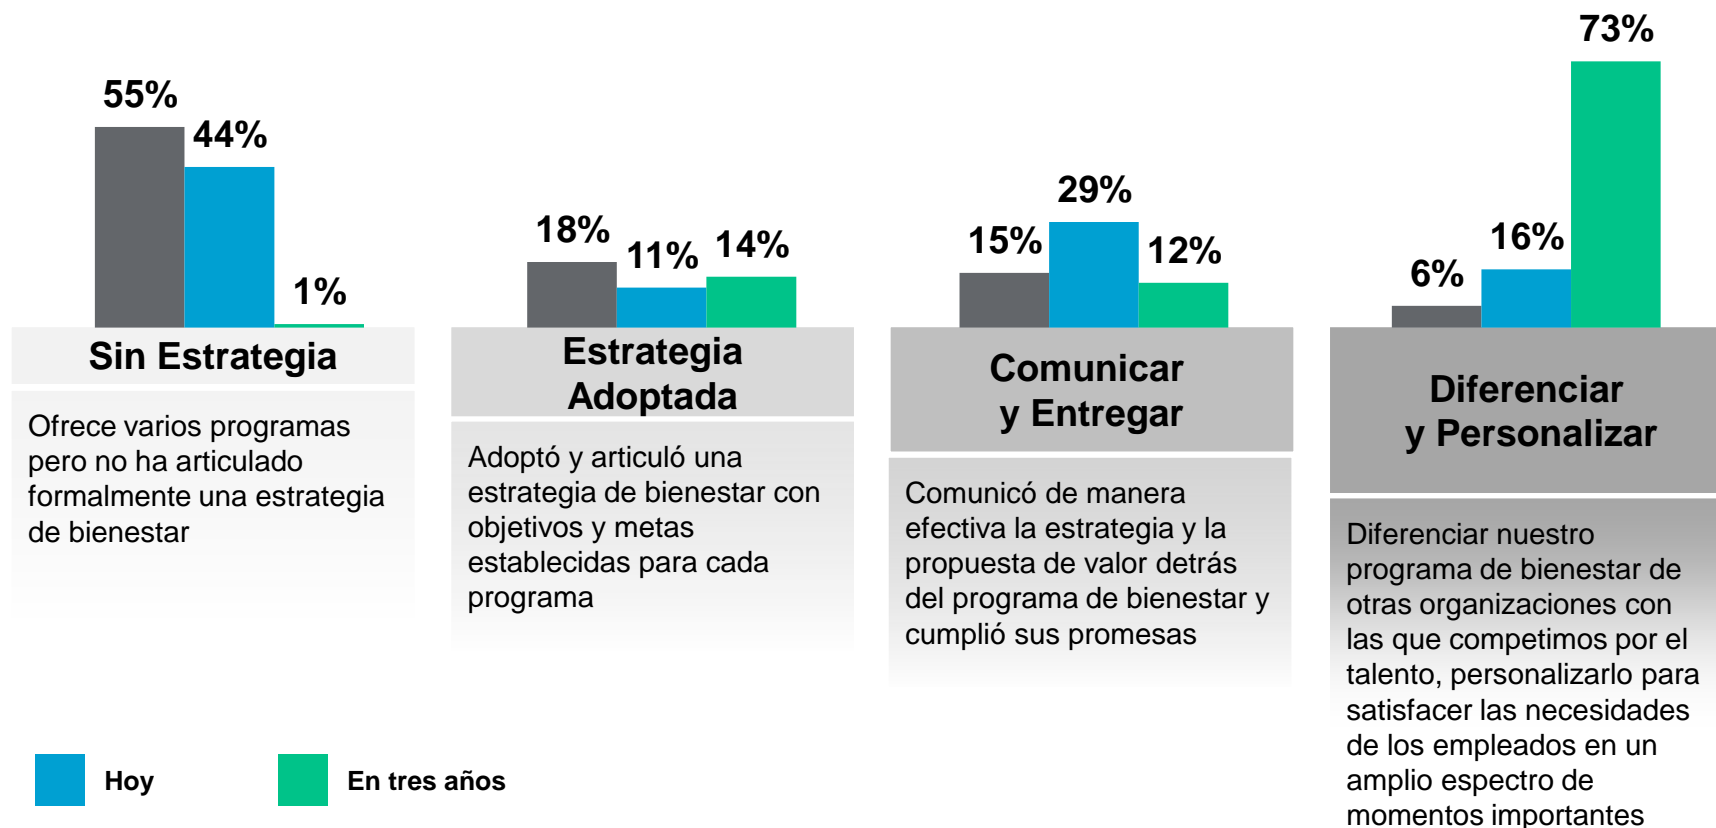 55%
44%
1%
Sin Estrategia
Ofrece varios programas
pero no ha articulado
formalmente una estrategia
de bienestar
18%
11%
14%
Estrategia
Adoptada
Adoptó y articuló una
estrategia de bienestar con
objetivos y metas
establecidas para cada
programa
15%
29%
12%
Comunicar
y Entregar
Comunicó de manera
efectiva la estrategia y la
propuesta de valor detrás
del programa de bienestar y
cumplió sus promesas
6%
16%
73%
Diferenciar
y Personalizar
Diferenciar nuestro
programa de bienestar de
otras organizaciones con
las que competimos por el
talento, personalizarlo para
satisfacer las necesidades
de los empleados en un
amplio espectro de
momentos importantes
Hoy
En tres años